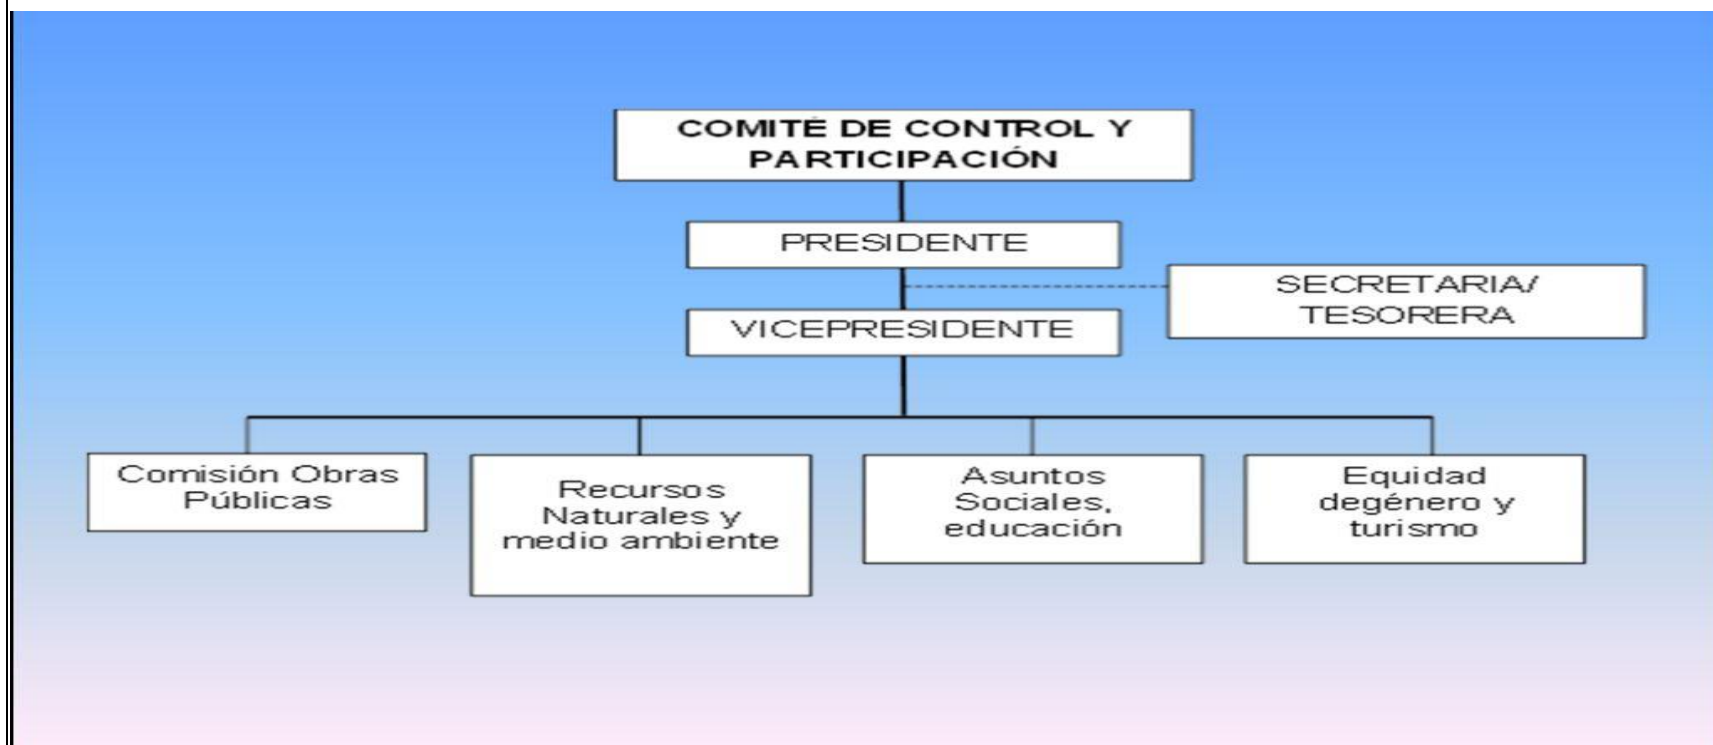 COMITÉ DE CONTROL Y
PARTICIPACIÓN
PRESIDENTE
SECRETARIA/
TESORERA
VICEPRESIDENTE
Comisión Obras
Públicas
Recursos
Naturales y
medio ambiente
Asuntos
Sociales,
educación
Equidad
degénero y
turismo